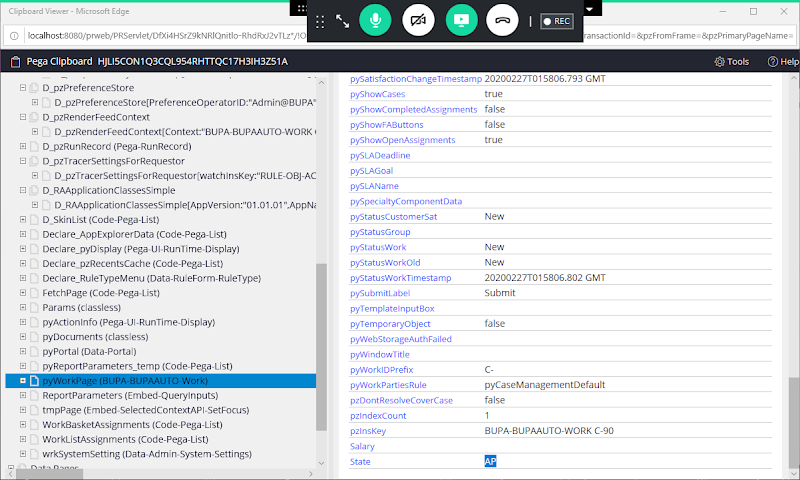 Clipboard Viewer - Microsoft Edge
localhost:8080/prweb/PRServlet/
REC
ransactionId=&pzFromFrame=&pzPrimaryPageName=
Pega Clipboard HJLI5CON1Q3CQL954RHTTQC17H3IH3Z51A
Tools
Help
D_pzPreferenceStore
D_pzPreferenceStore[PreferenceOperatorID:"Admin@BUPA"
D_pzRenderFeedContext
D_pzRenderFeedContext[Context:"BUPA-BUPAAUTO-WORK C
D_pzRunRecord (Pega-RunRecord)
D_pzTracerSettingsForRequestor
D_pzTracerSettingsForRequestor[watchInsKey:"RULE-OBJ-AC
D_RAApplicationClassesSimple
D_RAApplicationClassesSimple[AppVersion:"01.01.01",AppNa
D_SkinList (Code-Pega-List)
Declare_AppExplorerData (Code-Pega-List)
Declare_pyDisplay (Pega-UI-RunTime-Display)
Declare_pzRecentsCache (Code-Pega-List)
Declare_RuleTypeMenu (Data-RuleForm-RuleType)
FetchPage (Code-Pega-List)
Params (classless)
pyActionInfo (Pega-UI-RunTime-Display)
pyDocuments (classless)
pyPortal (Data-Portal)
pyReportParameters_temp (Code-Pega-List)
pyWorkPage (BUPA-BUPAAUTO-Work)
ReportParameters (Embed-QueryInputs)
tmpPage (Embed-SelectedContextAPI-SetFocus)
WorkBasketAssignments (Code-Pega-List)
WorkListAssignments (Code-Pega-List)
wrkSystemSetting (Data-Admin-System-Settings)
Data Pages
pySatisfactionChangeTimestamp 20200227T015806.793 GMT
pyShowCases true
pyShowCompletedAssignments false
pyShowFAButtons false
pyShowOpenAssignments true
pySLADeadline
pySLAGoal
pySLAName
pySpecialtyComponentData
pyStatusCustomerSat New
pyStatusGroup
pyStatusWork New
pyStatusWorkOld New
pyStatusWorkTimestamp 20200227T015806.802 GMT
pySubmitLabel Submit
pyTemplateInputBox
pyTemporaryObject false
pyWebStorageAuthFailed
pyWindowTitle
pyWorkIDPrefix C-
pyWorkPartiesRule pyCaseManagementDefault
pzDontResolveCoverCase false
pzIndexCount 1
pzInsKey BUPA-BUPAAUTO-WORK C-90
Salary
State AP